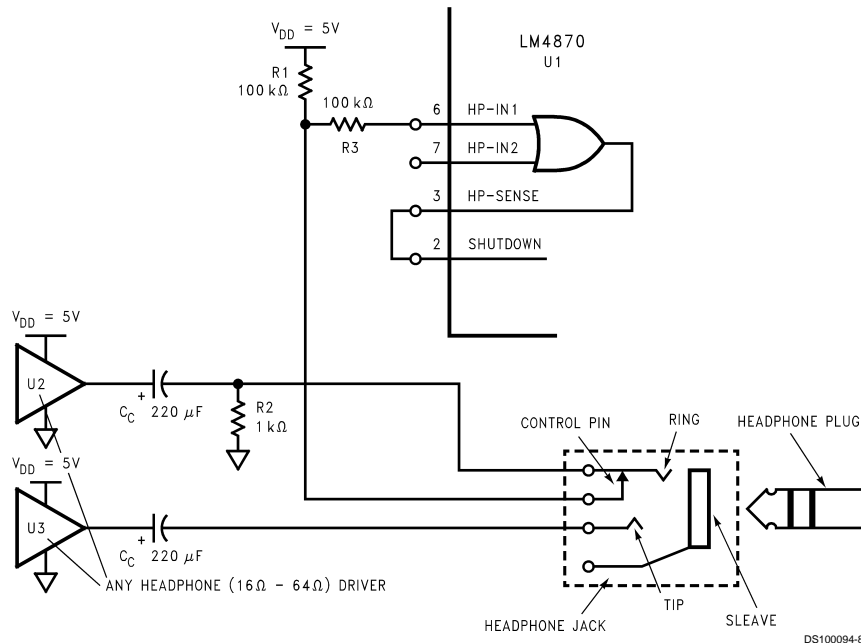 V_DD = 5V
LM4870
U1
R1
100 kΩ
100 kΩ
R3
6 HP-IN1
7 HP-IN2
3 HP-SENSE
2 SHUTDOWN
V_DD = 5V
U2
+
C_C 220 μF
R2
1 kΩ
CONTROL PIN
RING
HEADPHONE PLUG
V_DD = 5V
U3
+
C_C 220 μF
ANY HEADPHONE (16Ω - 64Ω) DRIVER
HEADPHONE JACK
TIP
SLEAVE
DS100094-8